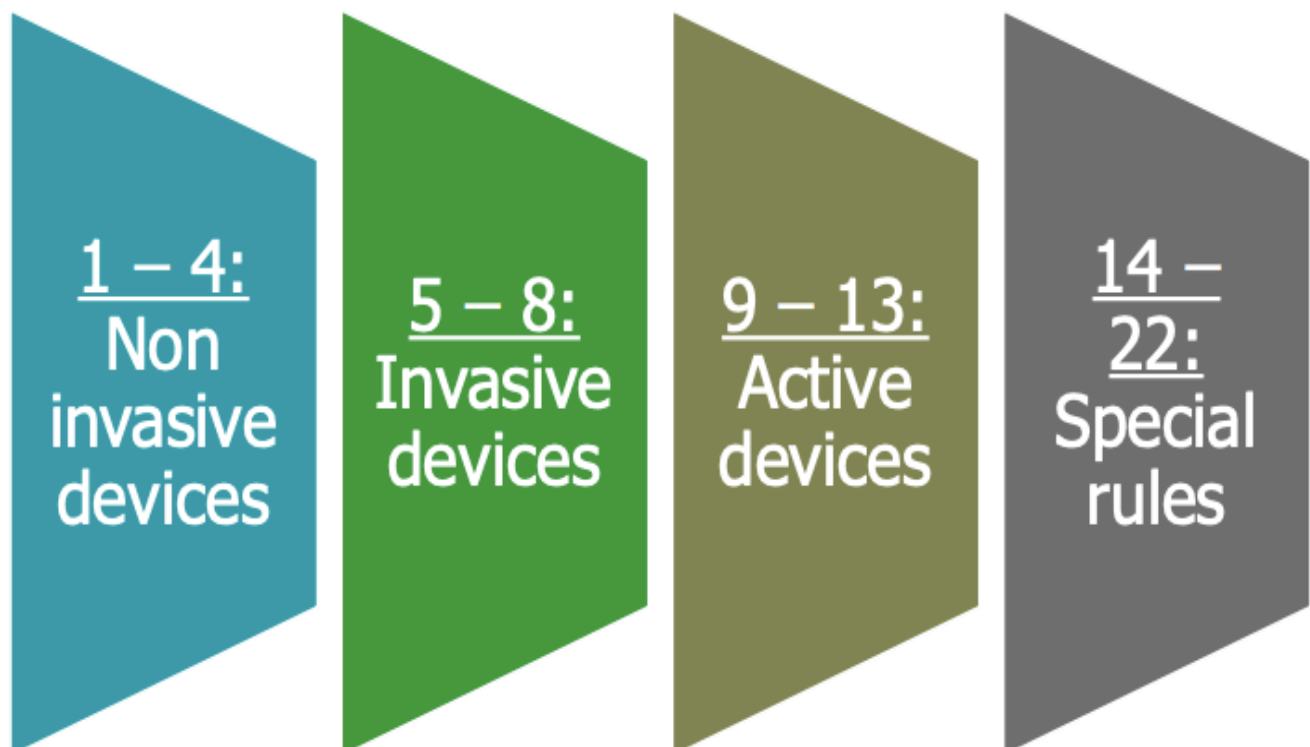 1 – 4:
Non
invasive
devices
5 – 8:
Invasive
devices
9 – 13:
Active
devices
14 –
22:
Special
rules